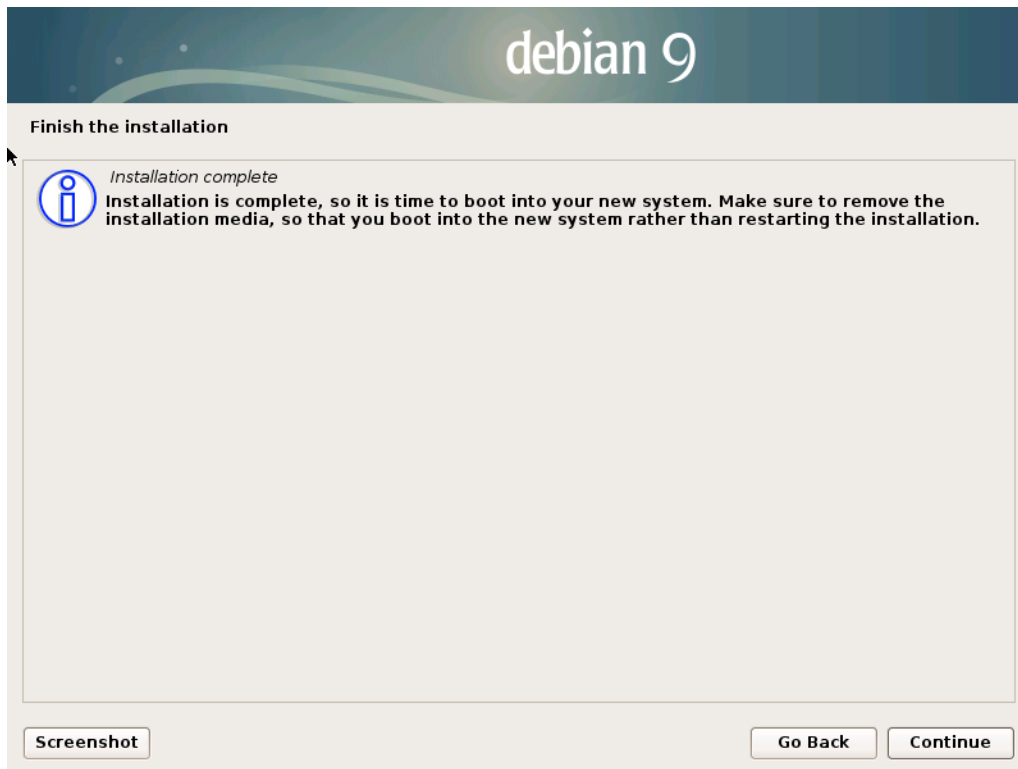 debian 9
Finish the installation
Installation complete
Installation is complete, so it is time to boot into your new system. Make sure to remove the
installation media, so that you boot into the new system rather than restarting the installation.
Screenshot
Go Back
Continue